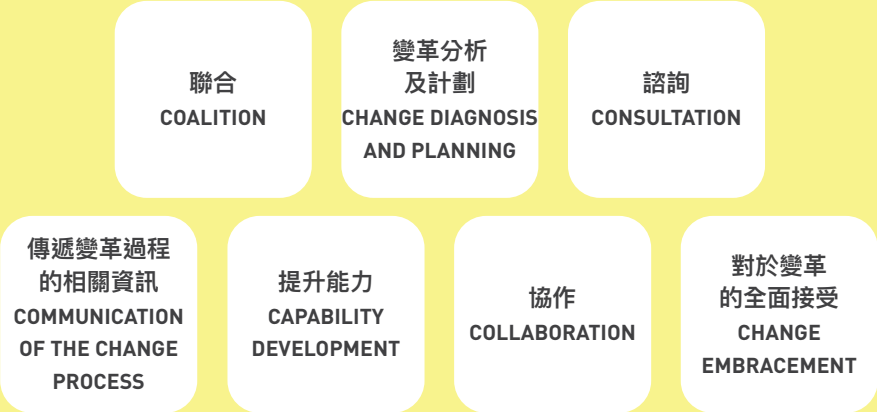 聯合
COALITION
變革分析
及計劃
CHANGE DIAGNOSIS
AND PLANNING
諮詢
CONSULTATION
傳遞變革過程
的相關資訊
COMMUNICATION
OF THE CHANGE
PROCESS
提升能力
CAPABILITY
DEVELOPMENT
協作
COLLABORATION
對於變革
的全面接受
CHANGE
EMBRACEMENT